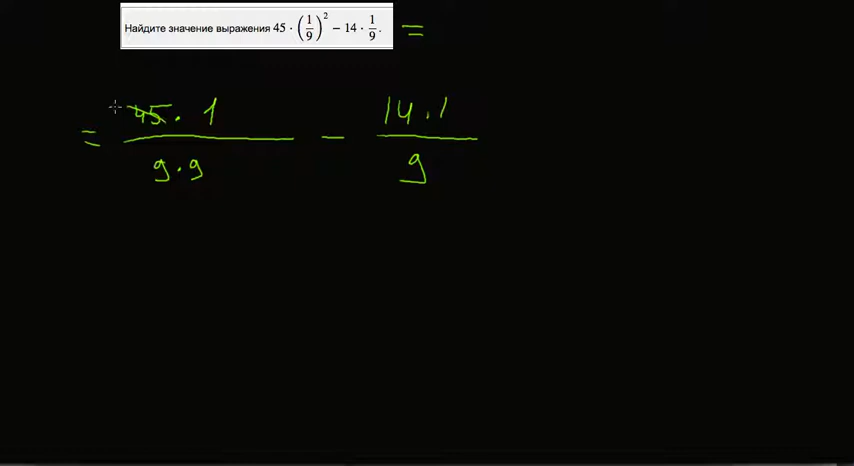 Найдите значение выражения 45 · (1/9)² − 14 · 1/9. =
= 45 · 1 / 9 · 9 − 14 · 1 / 9